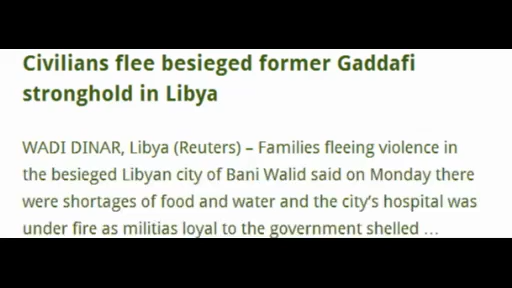 Civilians flee besieged former Gaddafi
stronghold in Libya
WADI DINAR, Libya (Reuters) – Families fleeing violence in
the besieged Libyan city of Bani Walid said on Monday there
were shortages of food and water and the city’s hospital was
under fire as militias loyal to the government shelled …